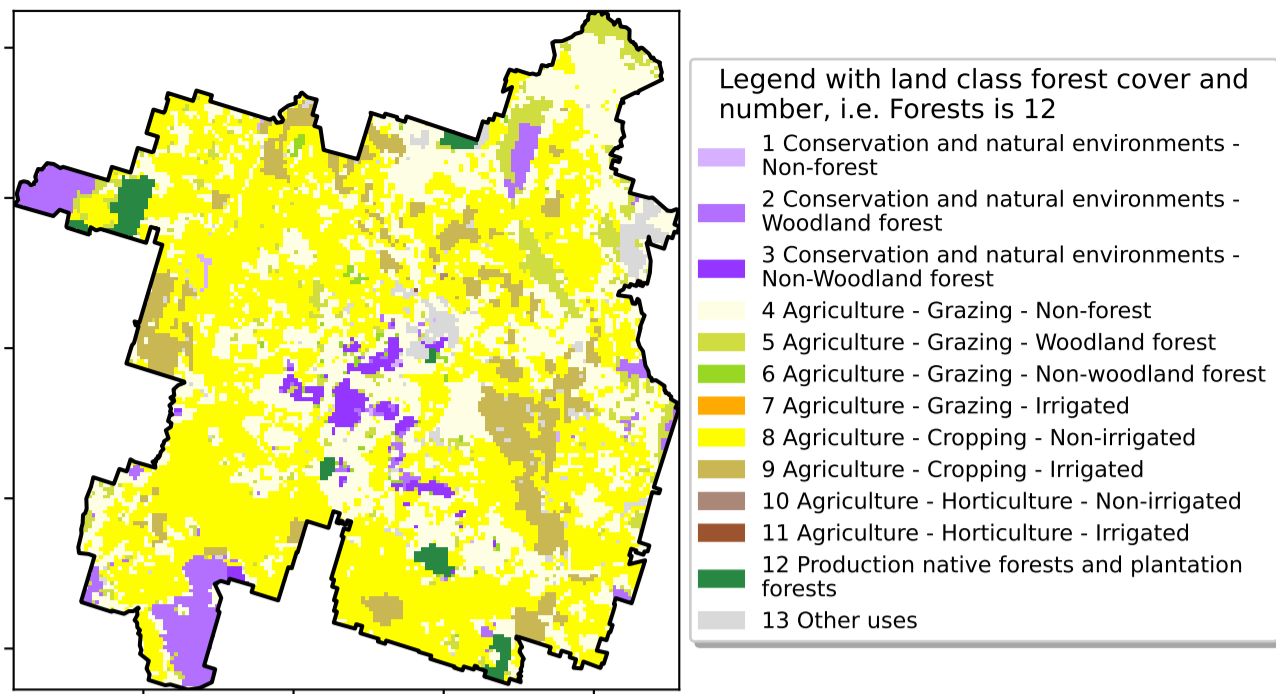 Legend with land class forest cover and
number, i.e. Forests is 12
1 Conservation and natural environments -
Non-forest
2 Conservation and natural environments -
Woodland forest
3 Conservation and natural environments -
Non-Woodland forest
4 Agriculture - Grazing - Non-forest
5 Agriculture - Grazing - Woodland forest
6 Agriculture - Grazing - Non-woodland forest
7 Agriculture - Grazing - Irrigated
8 Agriculture - Cropping - Non-irrigated
9 Agriculture - Cropping - Irrigated
10 Agriculture - Horticulture - Non-irrigated
11 Agriculture - Horticulture - Irrigated
12 Production native forests and plantation
forests
13 Other uses